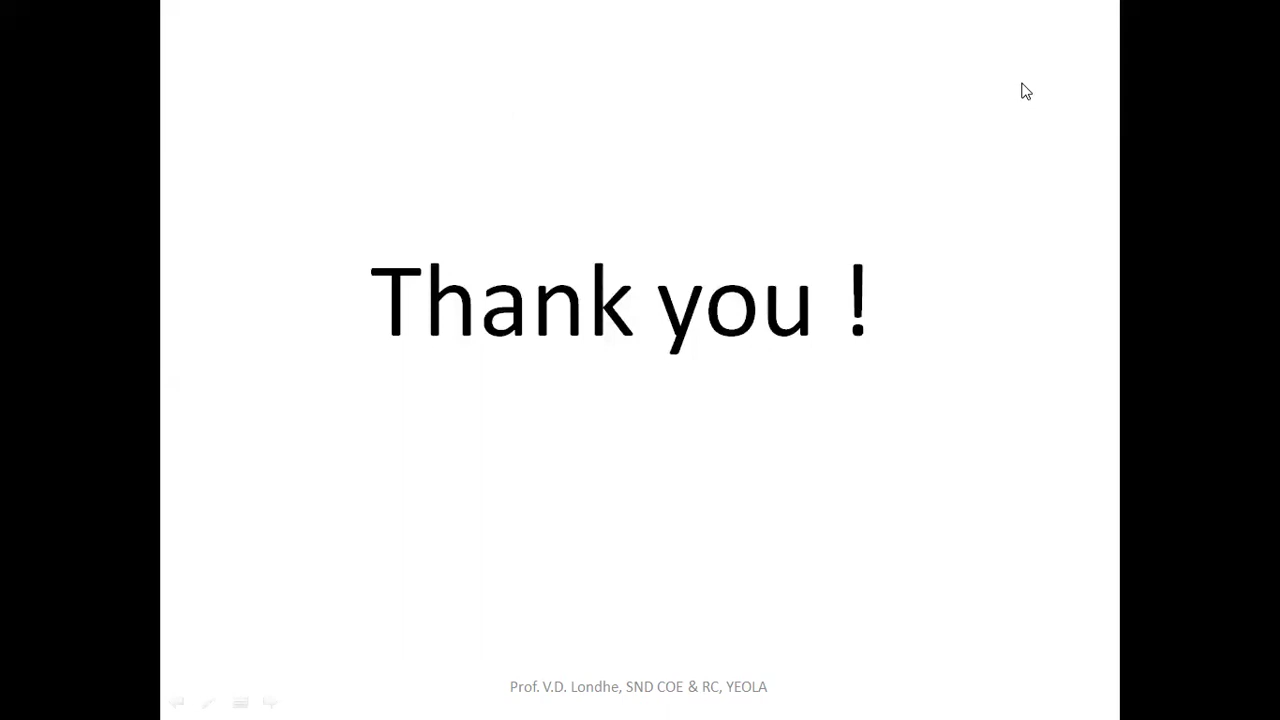 Thank you !
Prof. V.D. Londhe, SND COE & RC, YEOLA